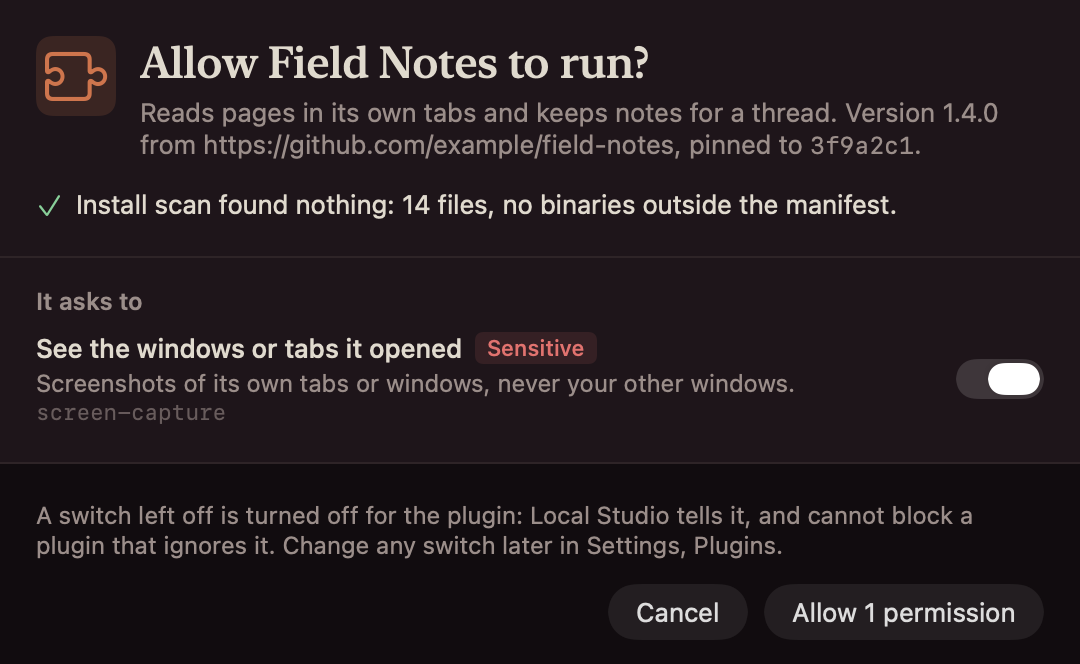 Allow Field Notes to run?
Reads pages in its own tabs and keeps notes for a thread. Version 1.4.0
from https://github.com/example/field-notes, pinned to 3f9a2c1.
Install scan found nothing: 14 files, no binaries outside the manifest.
It asks to
See the windows or tabs it opened Sensitive
Screenshots of its own tabs or windows, never your other windows.
screen-capture
A switch left off is turned off for the plugin: Local Studio tells it, and cannot block a
plugin that ignores it. Change any switch later in Settings, Plugins.
Cancel Allow 1 permission